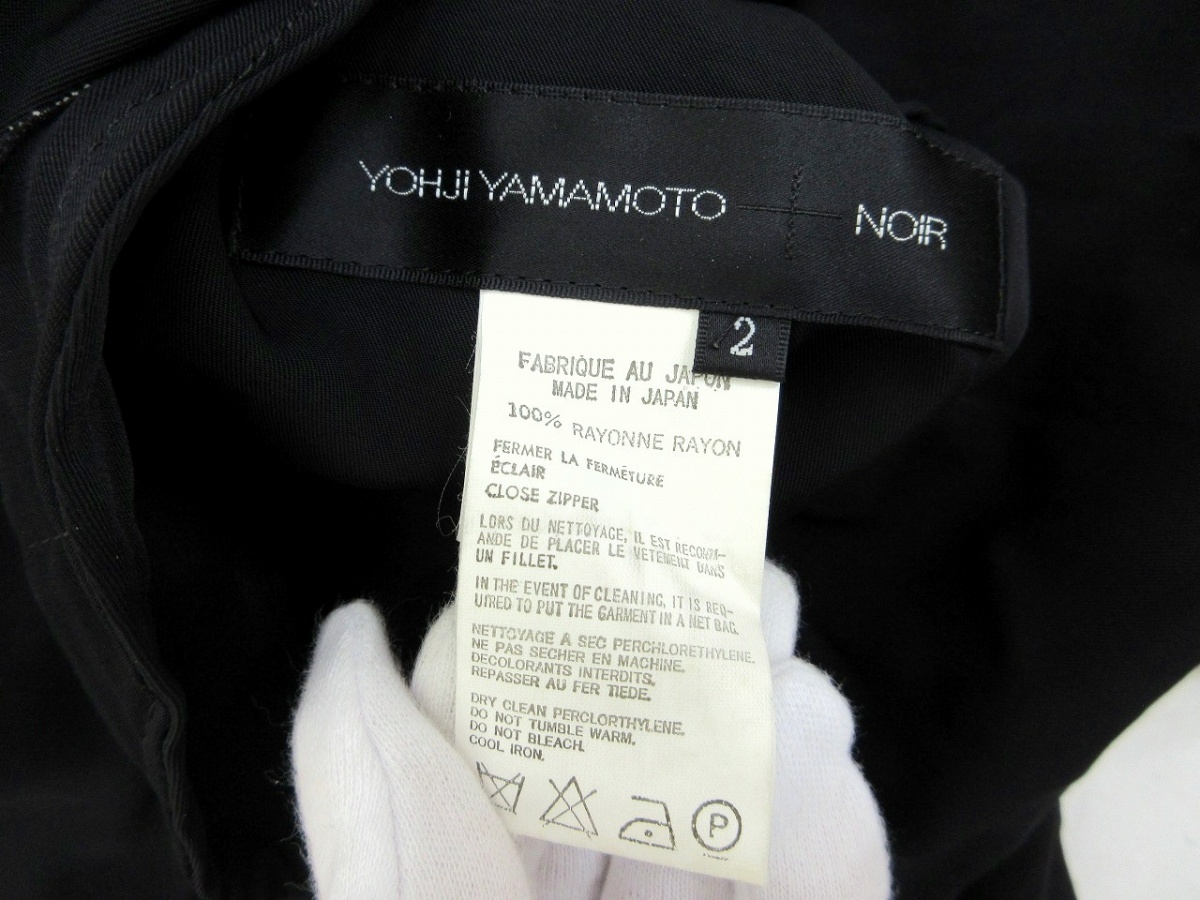 YOHJI YAMAMOTO NOIR
2
FABRIQUE AU JAPON
MADE IN JAPAN
100% RAYONNE RAYON
FERMER LA FERMÉTURE
ÉCLAIR
CLOSE ZIPPER
LORS DU NETTOYAGE, IL EST RECOMM-
ANDE DE PLACER LE VETEMENT DANS
UN FILLET.
IN THE EVENT OF CLEANING, IT IS REQ-
UIRED TO PUT THE GARMENT IN A NET BAG.
NETTOYAGE A SEC PERCHLORETHYLENE.
NE PAS SECHER EN MACHINE.
DECOLORANTS INTERDITS.
REPASSER AU FER TIEDE.
DRY CLEAN PERCLORTHYLENE.
DO NOT TUMBLE WARM.
DO NOT BLEACH.
COOL IRON.
P